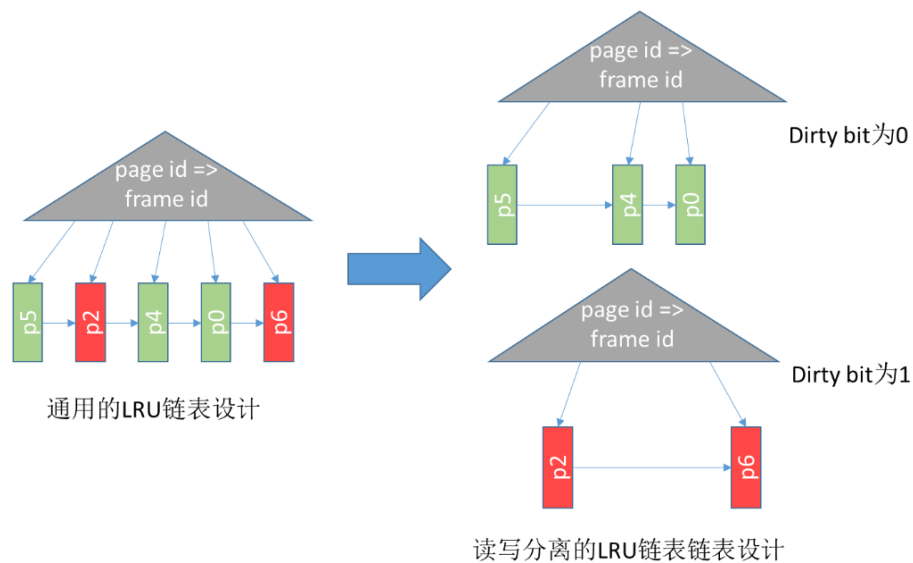 page id =>
frame id
p5
p2
p4
p0
p6
通用的LRU链表设计
page id =>
frame id
Dirty bit为0
p5
p4
p0
page id =>
frame id
Dirty bit为1
p2
p6
读写分离的LRU链表链表设计